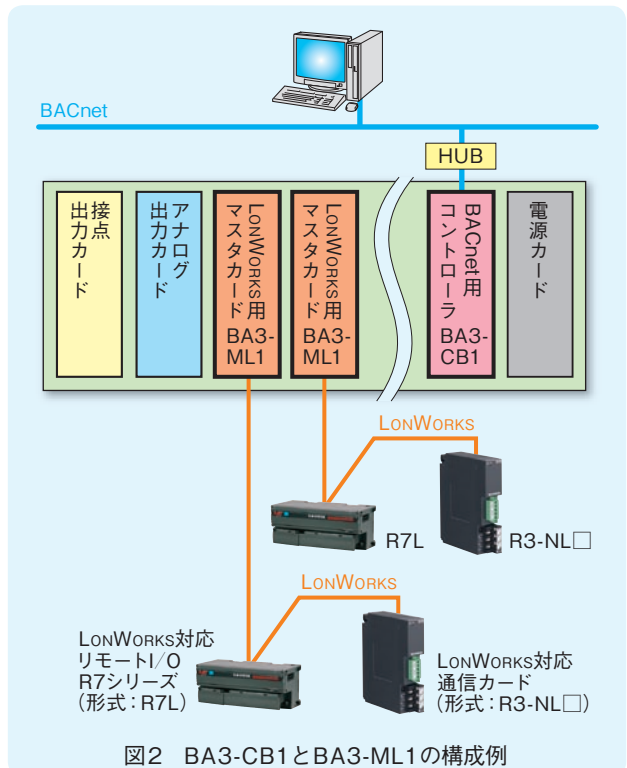 BACnet
HUB
接点
出力カード
アナログ
出力カード
LONWORKS用
マスタカード
BA3-
ML1
LONWORKS用
マスタカード
BA3-
ML1
BACnet用
コントローラ
BA3-
CB1
電源カード
LONWORKS
R7L
R3-NL□
LONWORKS
LONWORKS対応
リモートI/O
R7シリーズ
(形式:R7L)
LONWORKS対応
通信カード
(形式:R3-NL□)
図2 BA3-CB1とBA3-ML1の構成例